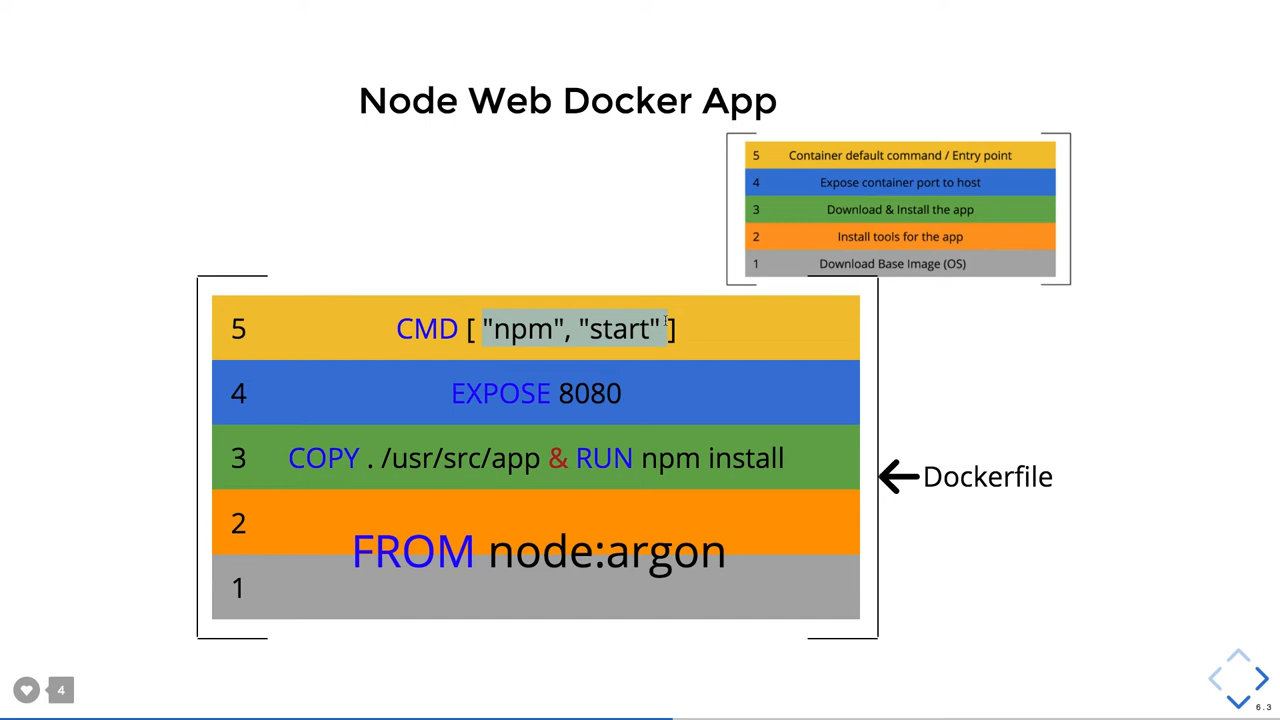 Node Web Docker App
5 Container default command / Entry point
4 Expose container port to host
3 Download & Install the app
2 Install tools for the app
1 Download Base Image (OS)
5 CMD [ "npm", "start" ]
4 EXPOSE 8080
3 COPY . /usr/src/app & RUN npm install
2
FROM node:argon
1
Dockerfile
4
6.3